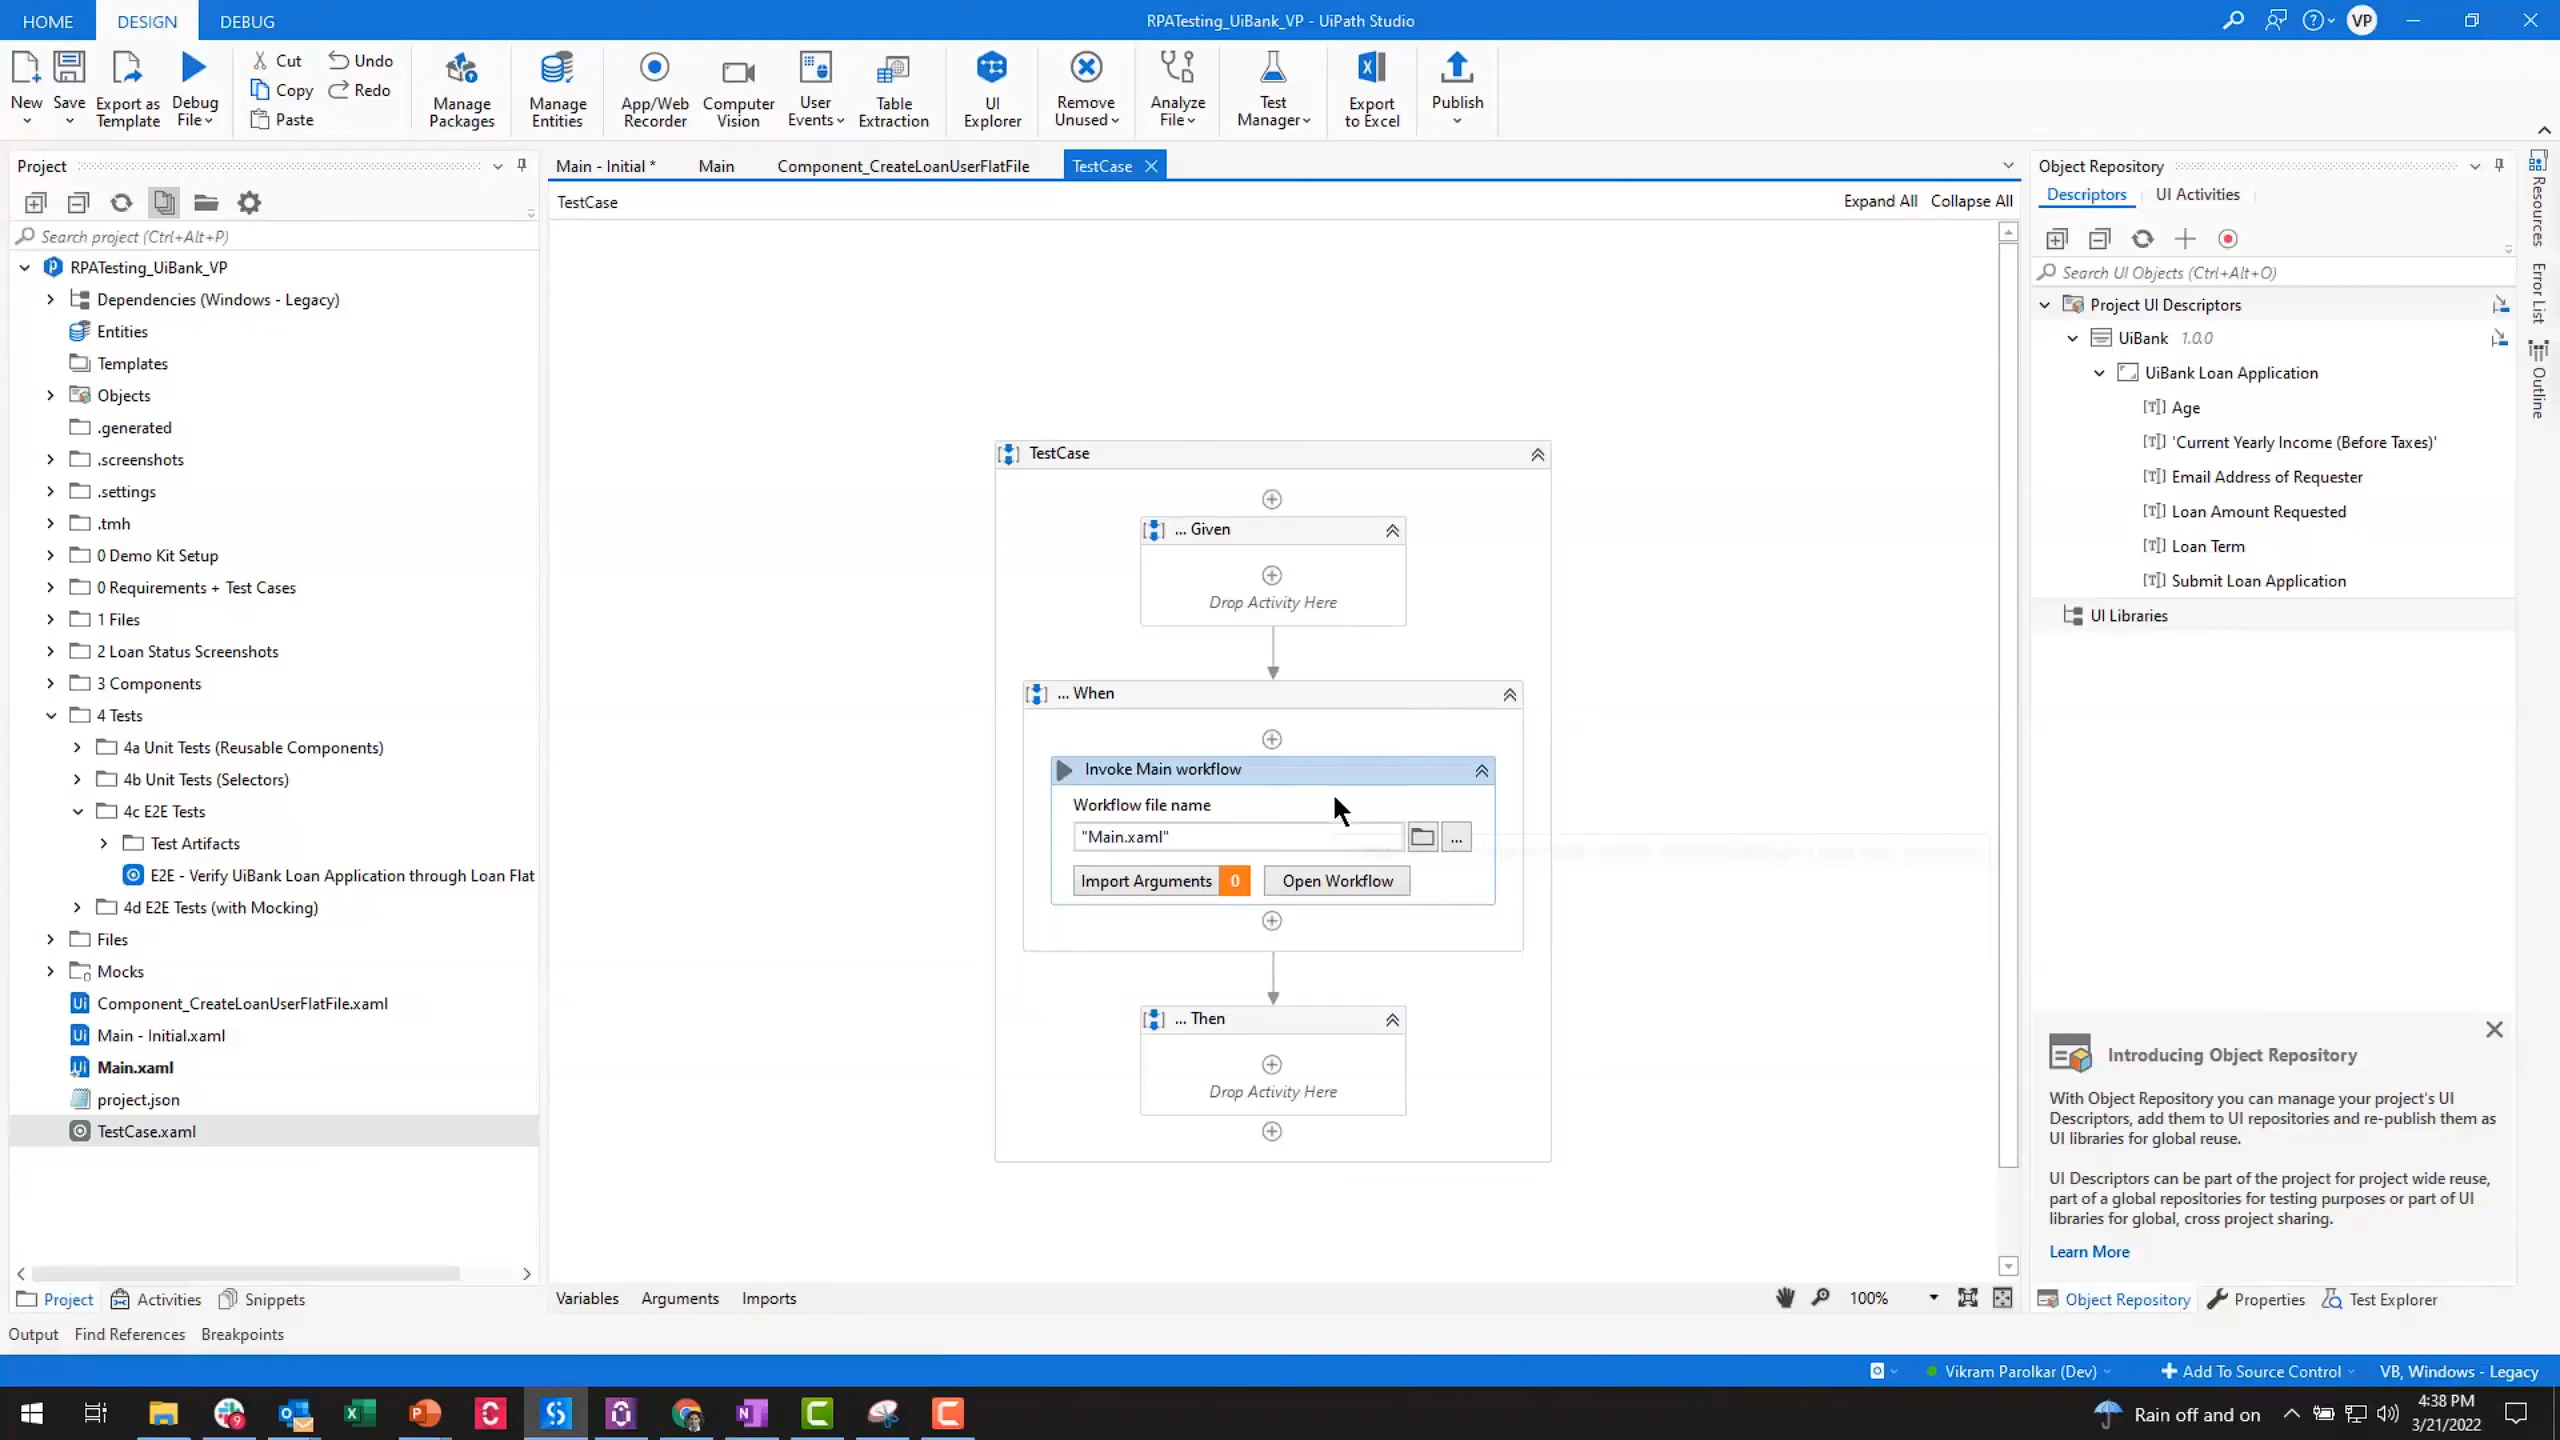 HOME
DESIGN
DEBUG
RPATesting_UiBank_VP - UiPath Studio
VP
New
Save
Export as Template
Debug File
Cut
Copy
Paste
Undo
Redo
Manage Packages
Manage Entities
App/Web Recorder
Computer Vision
User Events
Table Extraction
UI Explorer
Remove Unused
Analyze File
Test Manager
Export to Excel
Publish
Project
Search project (Ctrl+Alt+P)
RPATesting_UiBank_VP
Dependencies (Windows - Legacy)
Entities
Templates
Objects
.generated
.screenshots
.settings
.tmh
0 Demo Kit Setup
0 Requirements + Test Cases
1 Files
2 Loan Status Screenshots
3 Components
4 Tests
4a Unit Tests (Reusable Components)
4b Unit Tests (Selectors)
4c E2E Tests
Test Artifacts
E2E - Verify UiBank Loan Application through Loan Flat
4d E2E Tests (with Mocking)
Files
Mocks
Component_CreateLoanUserFlatFile.xaml
Main - Initial.xaml
Main.xaml
project.json
TestCase.xaml
Project
Activities
Snippets
Main - Initial *
Main
Component_CreateLoanUserFlatFile
TestCase
TestCase
Expand All
Collapse All
TestCase
... Given
Drop Activity Here
... When
Invoke Main workflow
Workflow file name
"Main.xaml"
...
Import Arguments 0
Open Workflow
... Then
Drop Activity Here
Variables
Arguments
Imports
100%
Object Repository
Descriptors
UI Activities
Search UI Objects (Ctrl+Alt+O)
Project UI Descriptors
UiBank 1.0.0
UiBank Loan Application
Age
'Current Yearly Income (Before Taxes)'
Email Address of Requester
Loan Amount Requested
Loan Term
Submit Loan Application
UI Libraries
Introducing Object Repository
With Object Repository you can manage your project's UI
Descriptors, add them to UI repositories and re-publish them as
UI libraries for global reuse.
UI Descriptors can be part of the project for project wide reuse,
part of a global repositories for testing purposes or part of UI
libraries for global, cross project sharing.
Learn More
Object Repository
Properties
Test Explorer
Resources
Error List
Outline
Output
Find References
Breakpoints
Vikram Parolkar (Dev)
Add To Source Control
VB, Windows - Legacy
Rain off and on
4:38 PM
3/21/2022